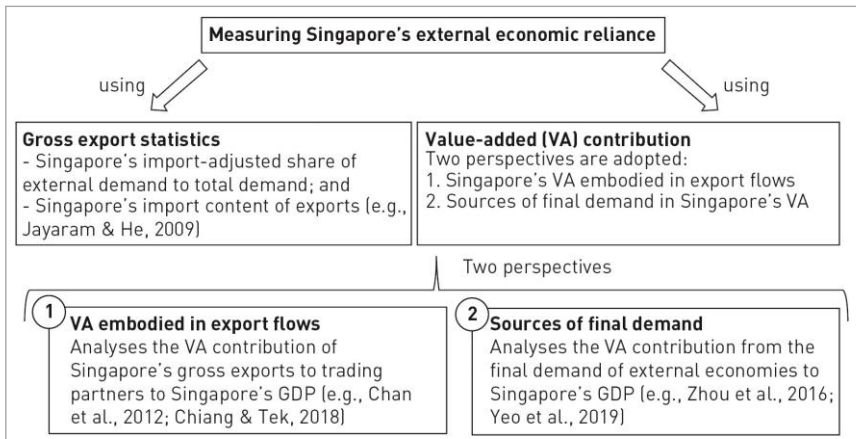 Measuring Singapore’s external economic reliance
using
using
Gross export statistics
- Singapore’s import-adjusted share of
external demand to total demand; and
- Singapore’s import content of exports (e.g.,
Jayaram & He, 2009)
Value-added (VA) contribution
Two perspectives are adopted:
1. Singapore’s VA embodied in export flows
2. Sources of final demand in Singapore’s VA
Two perspectives
1
VA embodied in export flows
Analyses the VA contribution of
Singapore’s gross exports to trading
partners to Singapore’s GDP (e.g., Chan
et al., 2012; Chiang & Tek, 2018)
2
Sources of final demand
Analyses the VA contribution from the
final demand of external economies to
Singapore’s GDP (e.g., Zhou et al., 2016;
Yeo et al., 2019)